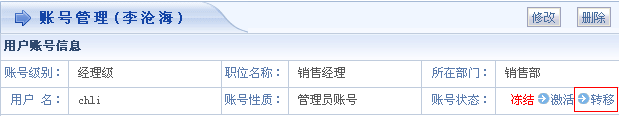 账号管理(李沧海) 修改 删除
用户账号信息
账号级别： 经理级 职位名称： 销售经理 所在部门： 销售部
用户 名： chli 账号性质： 管理员账号 账号状态： 冻结 激活 转移